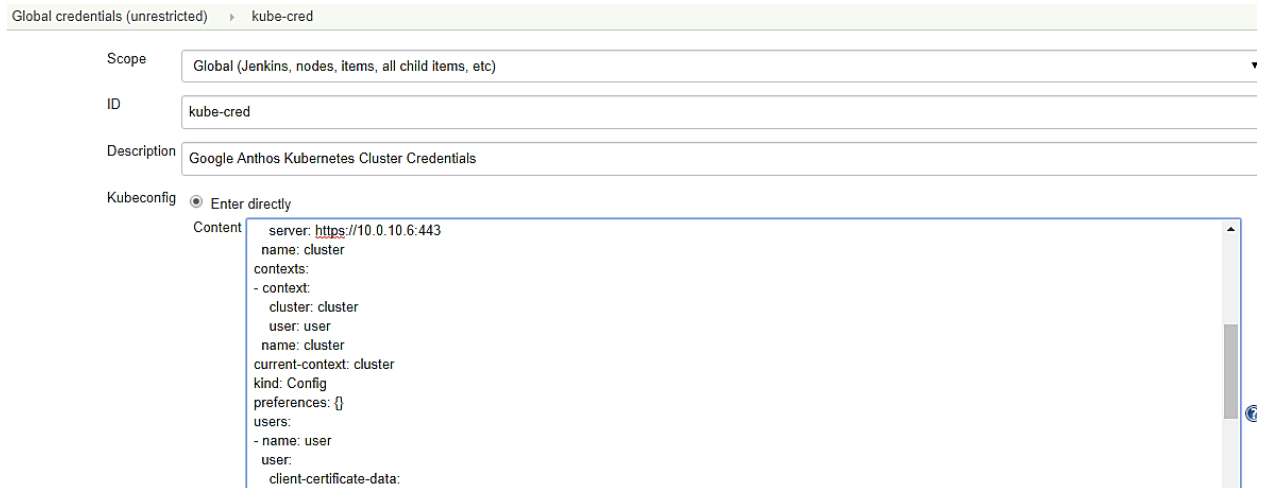 Global credentials (unrestricted) ▸ kube-cred
Scope Global (Jenkins, nodes, items, all child items, etc)
ID kube-cred
Description Google Anthos Kubernetes Cluster Credentials
Kubeconfig Enter directly
Content server: https://10.0.10.6:443
name: cluster
contexts:
- context:
cluster: cluster
user: user
name: cluster
current-context: cluster
kind: Config
preferences: {}
users:
- name: user
user:
client-certificate-data: